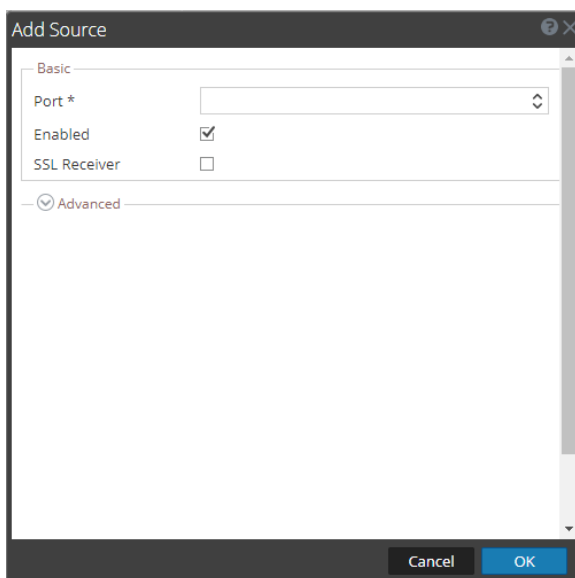 Add Source
Basic
Port *
Enabled
SSL Receiver
Advanced
Cancel OK